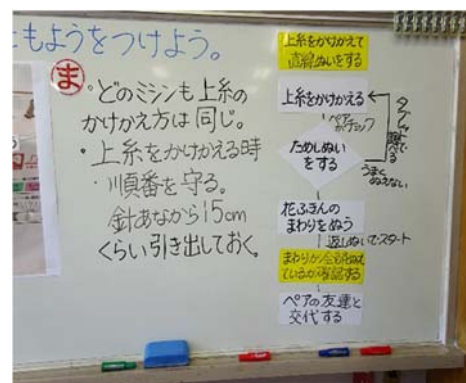 もようをつけよう。
ま
・どのミシンも上糸の
かけかえ方は同じ。
・上糸をかけかえる時
・順番を守る。
針あなから15cm
くらい引き出しておく。
上糸をかけかえて
直線ぬいをする
上糸をかけかえる
ペアで
チェック
ためしぬい
をする
うまく
ぬえない
花ふきんの
まわりをぬう
返しぬいでスタート
まわりが全部ぬえ
ているか確認する
ペアの友達と
交代する